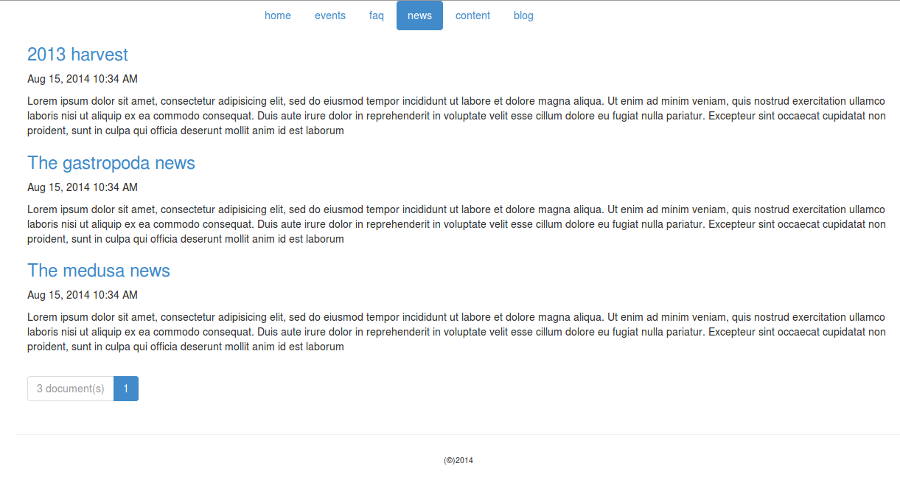 home events faq news content blog
2013 harvest
Aug 15, 2014 10:34 AM
Lorem ipsum dolor sit amet, consectetur adipisicing elit, sed do eiusmod tempor incididunt ut labore et dolore magna aliqua. Ut enim ad minim veniam, quis nostrud exercitation ullamco
laboris nisi ut aliquip ex ea commodo consequat. Duis aute irure dolor in reprehenderit in voluptate velit esse cillum dolore eu fugiat nulla pariatur. Excepteur sint occaecat cupidatat non
proident, sunt in culpa qui officia deserunt mollit anim id est laborum
The gastropoda news
Aug 15, 2014 10:34 AM
Lorem ipsum dolor sit amet, consectetur adipisicing elit, sed do eiusmod tempor incididunt ut labore et dolore magna aliqua. Ut enim ad minim veniam, quis nostrud exercitation ullamco
laboris nisi ut aliquip ex ea commodo consequat. Duis aute irure dolor in reprehenderit in voluptate velit esse cillum dolore eu fugiat nulla pariatur. Excepteur sint occaecat cupidatat non
proident, sunt in culpa qui officia deserunt mollit anim id est laborum
The medusa news
Aug 15, 2014 10:34 AM
Lorem ipsum dolor sit amet, consectetur adipisicing elit, sed do eiusmod tempor incididunt ut labore et dolore magna aliqua. Ut enim ad minim veniam, quis nostrud exercitation ullamco
laboris nisi ut aliquip ex ea commodo consequat. Duis aute irure dolor in reprehenderit in voluptate velit esse cillum dolore eu fugiat nulla pariatur. Excepteur sint occaecat cupidatat non
proident, sunt in culpa qui officia deserunt mollit anim id est laborum
3 document(s) 1
(©)2014